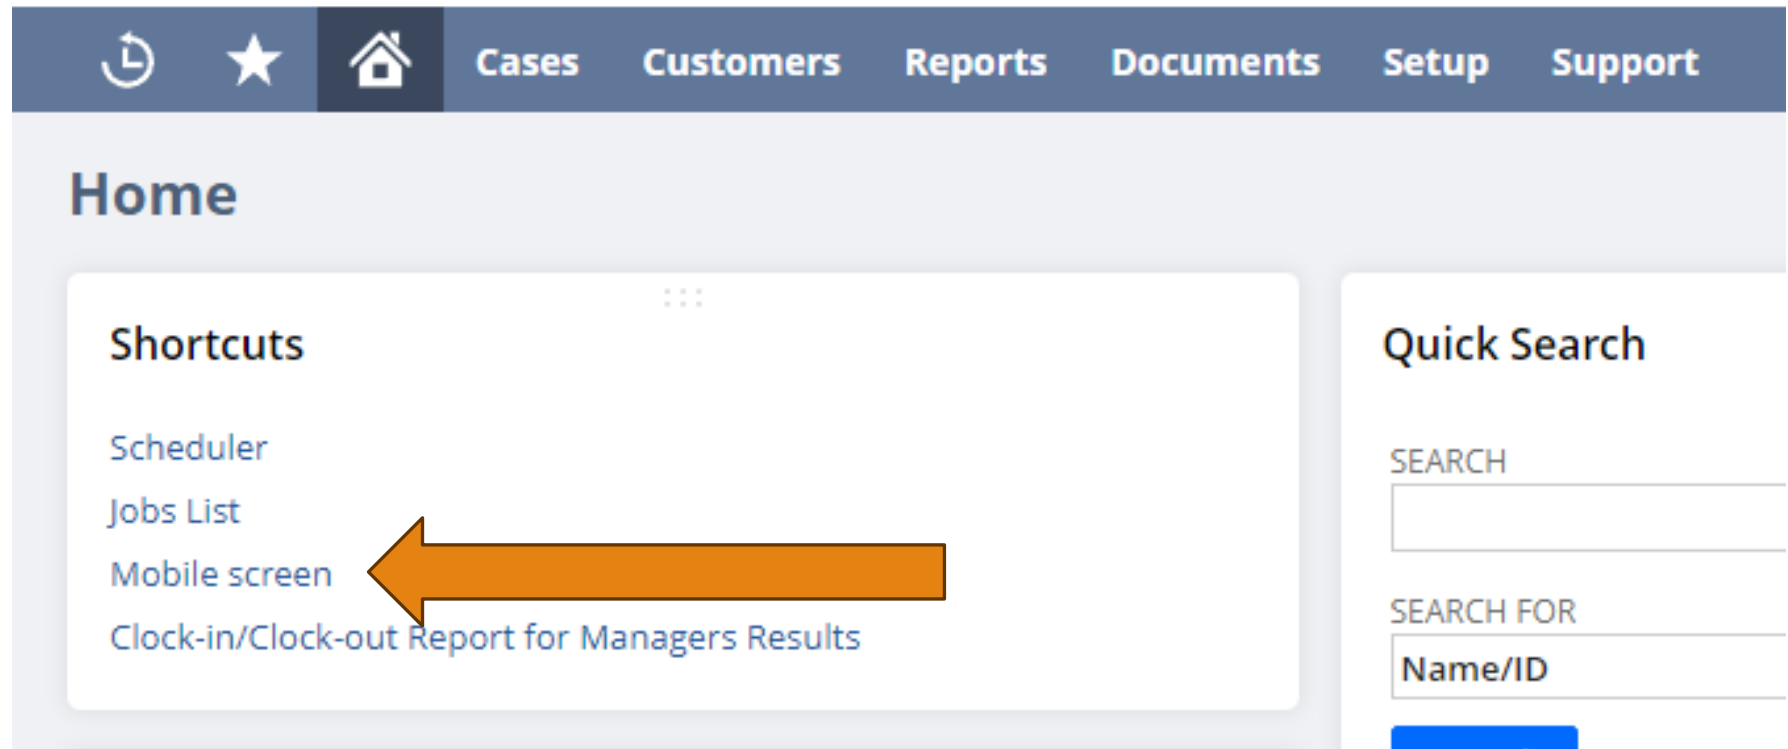 Cases Customers Reports Documents Setup Support
Home
Shortcuts
Scheduler
Jobs List
Mobile screen
Clock-in/Clock-out Report for Managers Results
Quick Search
SEARCH
SEARCH FOR
Name/ID